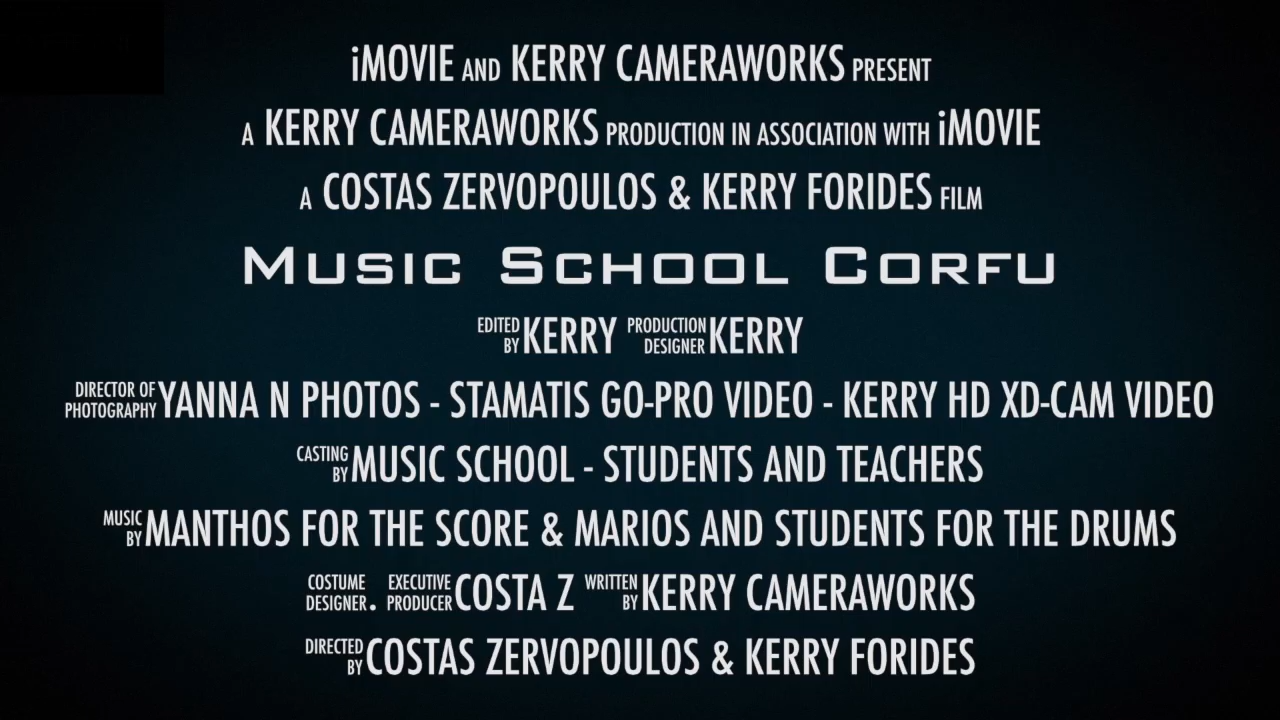 iMOVIE AND KERRY CAMERAWORKS PRESENT
A KERRY CAMERAWORKS PRODUCTION IN ASSOCIATION WITH iMOVIE
A COSTAS ZERVOPOULOS & KERRY FORIDES FILM
MUSIC SCHOOL CORFU
EDITED BY KERRY PRODUCTION DESIGNER KERRY
DIRECTOR OF PHOTOGRAPHY YANNA N PHOTOS - STAMATIS GO-PRO VIDEO - KERRY HD XD-CAM VIDEO
CASTING BY MUSIC SCHOOL - STUDENTS AND TEACHERS
MUSIC BY MANTHOS FOR THE SCORE & MARIOS AND STUDENTS FOR THE DRUMS
COSTUME DESIGNER . EXECUTIVE PRODUCER COSTA Z WRITTEN BY KERRY CAMERAWORKS
DIRECTED BY COSTAS ZERVOPOULOS & KERRY FORIDES